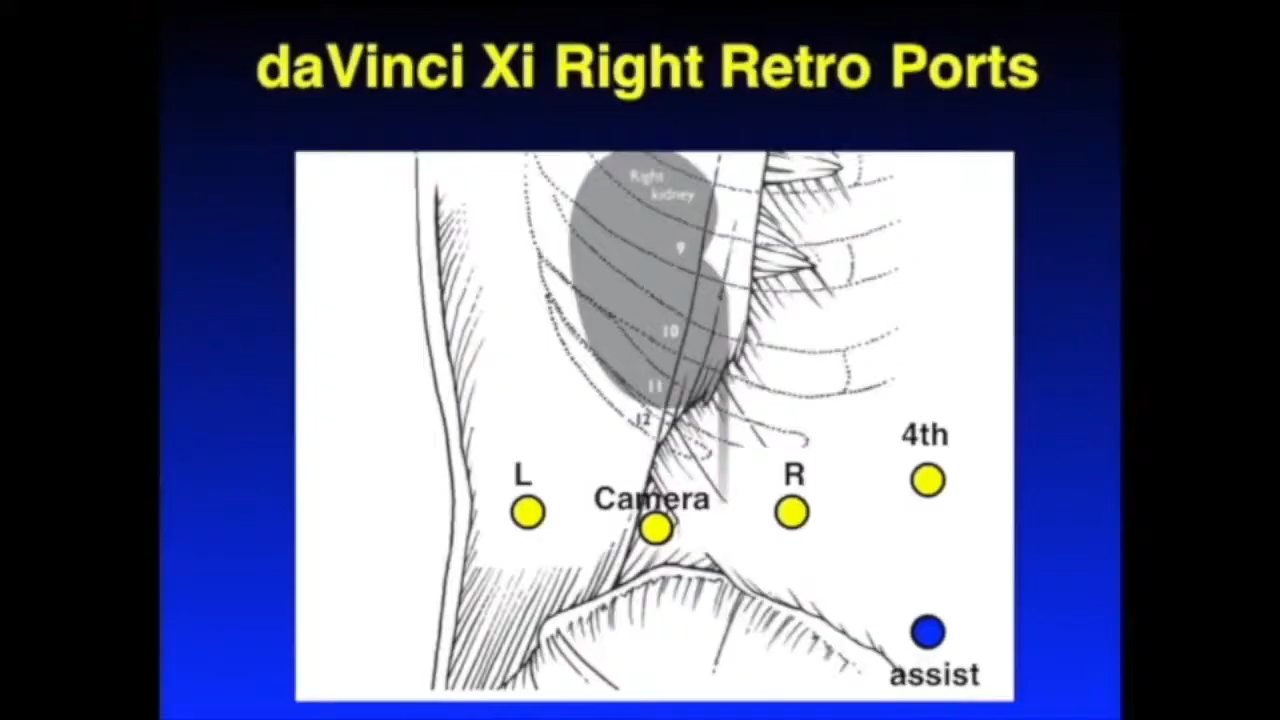 daVinci Xi Right Retro Ports
Right
kidney
9
10
11
12
4th
L
R
Camera
assist